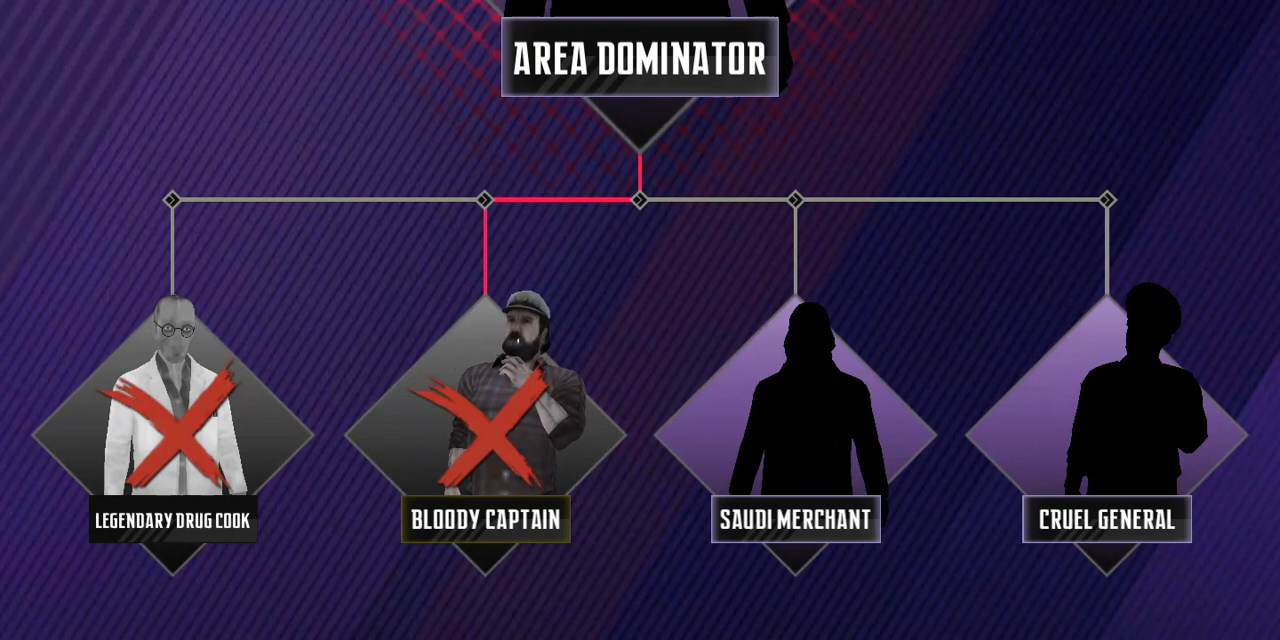 AREA DOMINATOR
LEGENDARY DRUG COOK
BLOODY CAPTAIN
SAUDI MERCHANT
CRUEL GENERAL